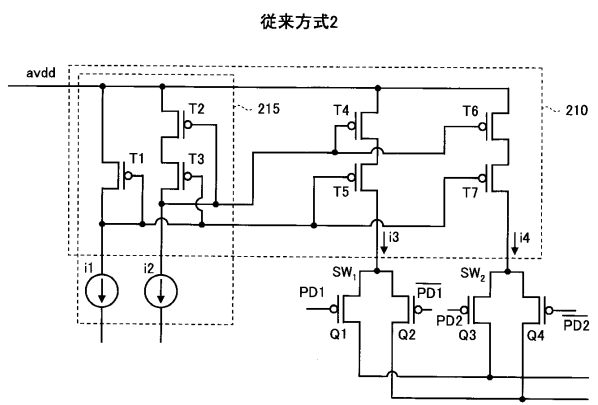 従来方式2
avdd
T2
215
T4
T6
210
T1
T3
T5
T7
i1
i2
i3
i4
SW1
SW2
PD1
PD1
PD2
PD2
Q1
Q2
Q3
Q4